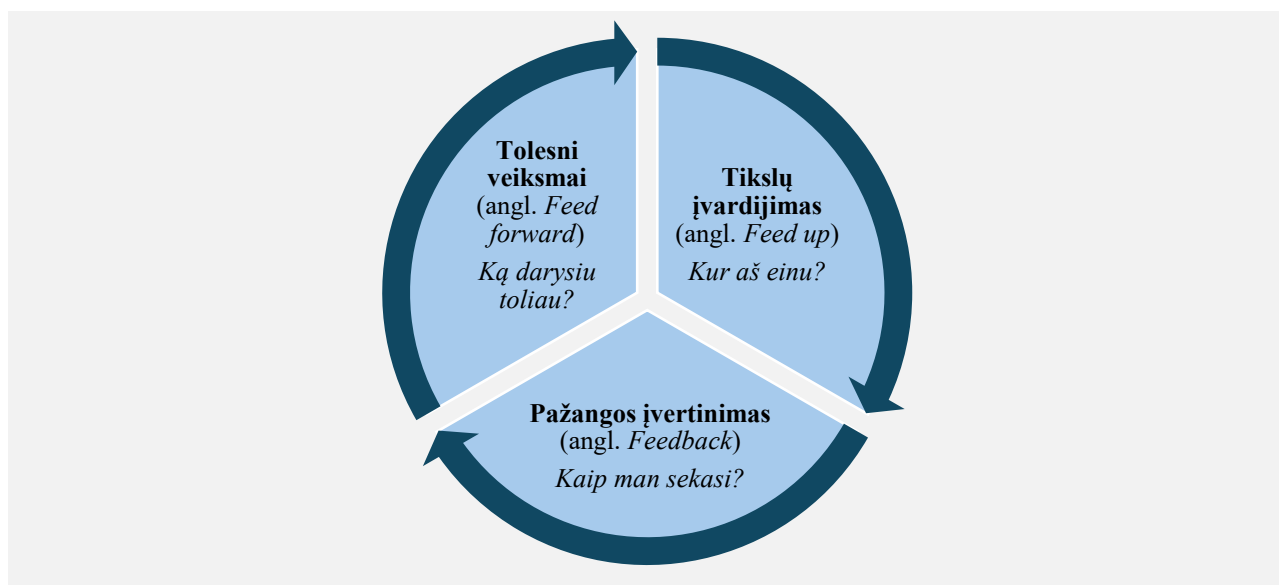 Tolesni
veiksmai
(angl. Feed
forward)
Ką darysiu
toliau?
Tikslų
įvardijimas
(angl. Feed up)
Kur aš einu?
Pažangos įvertinimas
(angl. Feedback)
Kaip man sekasi?